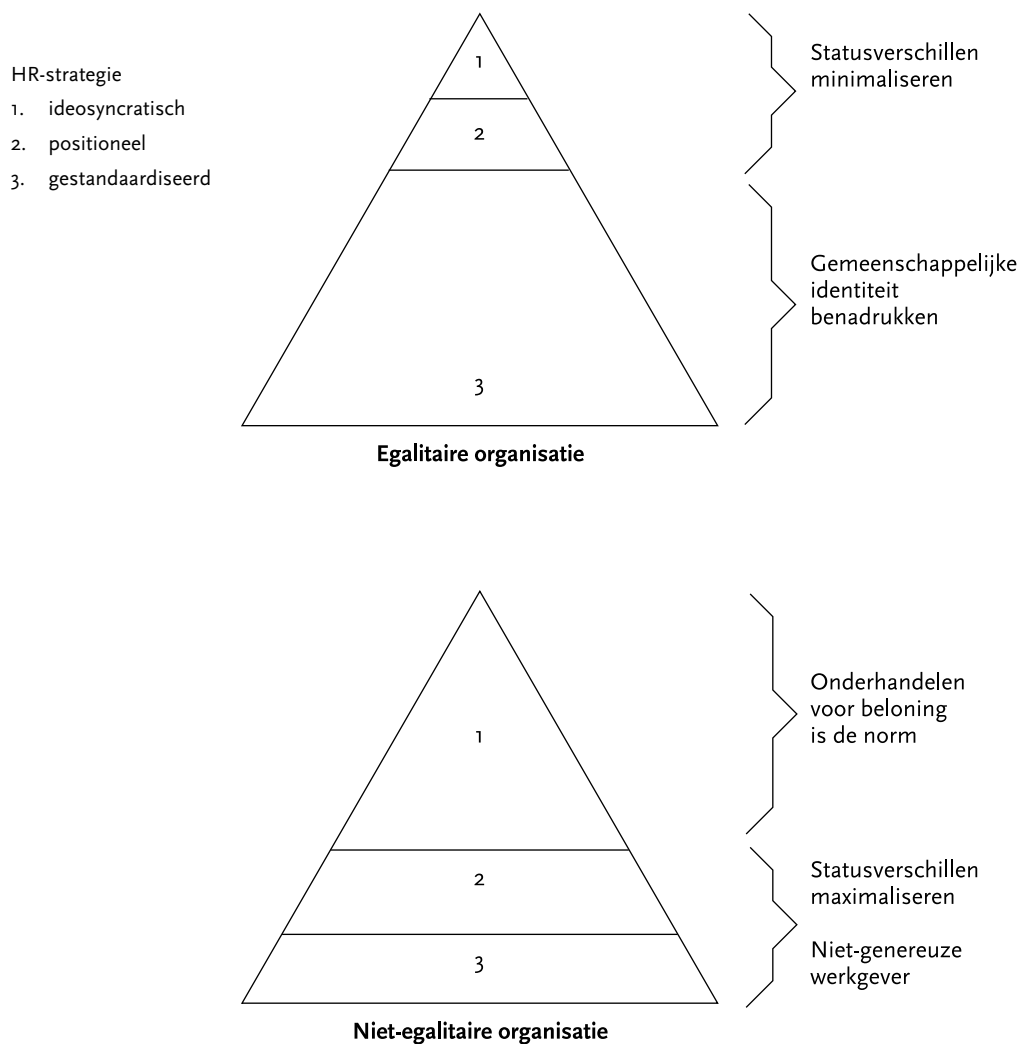 HR-strategie
1. ideosyncratisch
2. positioneel
3. gestandaardiseerd
1
2
3
Statusverschillen
minimaliseren
Gemeenschappelijke
identiteit
benadrukken
Egalitaire organisatie
1
2
3
Onderhandelen
voor beloning
is de norm
Statusverschillen
maximaliseren
Niet-genereuze
werkgever
Niet-egalitaire organisatie